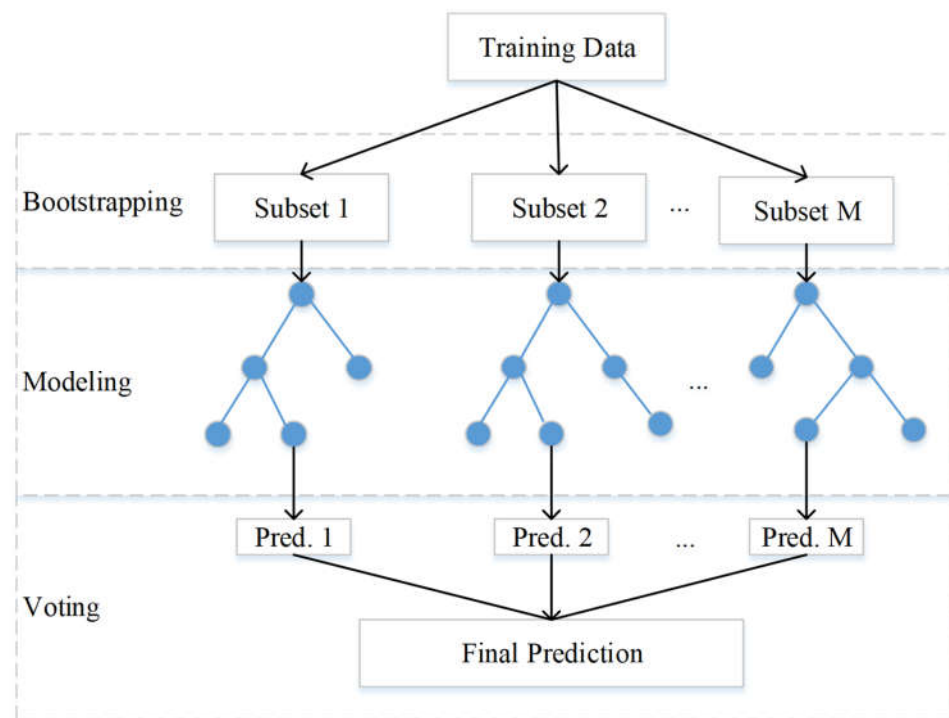 Training Data
Bootstrapping
Subset 1
Subset 2
...
Subset M
Modeling
...
Pred. 1
Pred. 2
...
Pred. M
Voting
Final Prediction